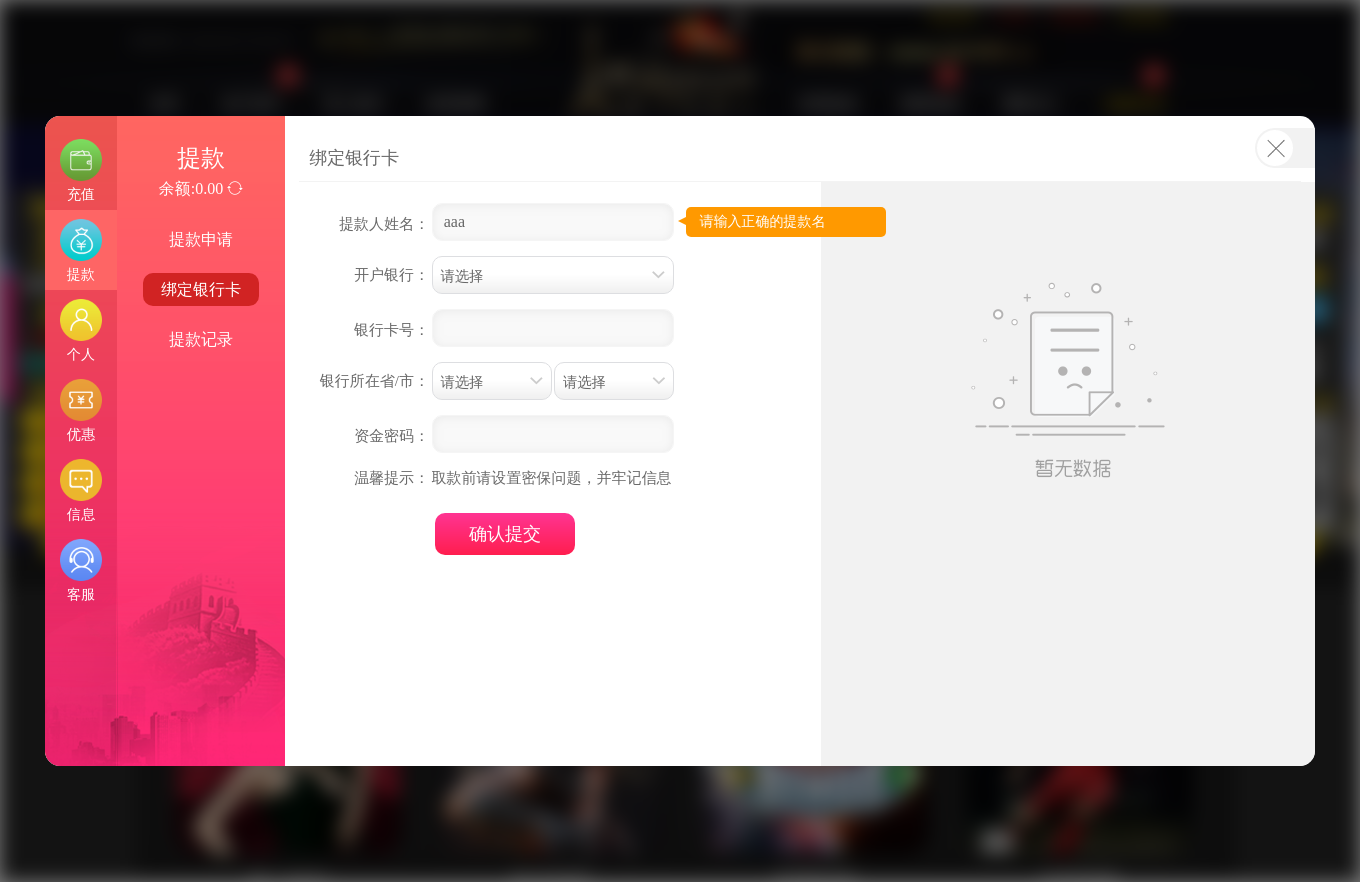 充值
提款
个人
优惠
信息
客服
提款
余额:0.00
提款申请
绑定银行卡
提款记录
绑定银行卡
提款人姓名： aaa 请输入正确的提款名
开户银行： 请选择
银行卡号：
银行所在省/市： 请选择 请选择
资金密码：
温馨提示： 取款前请设置密保问题，并牢记信息
确认提交
暂无数据